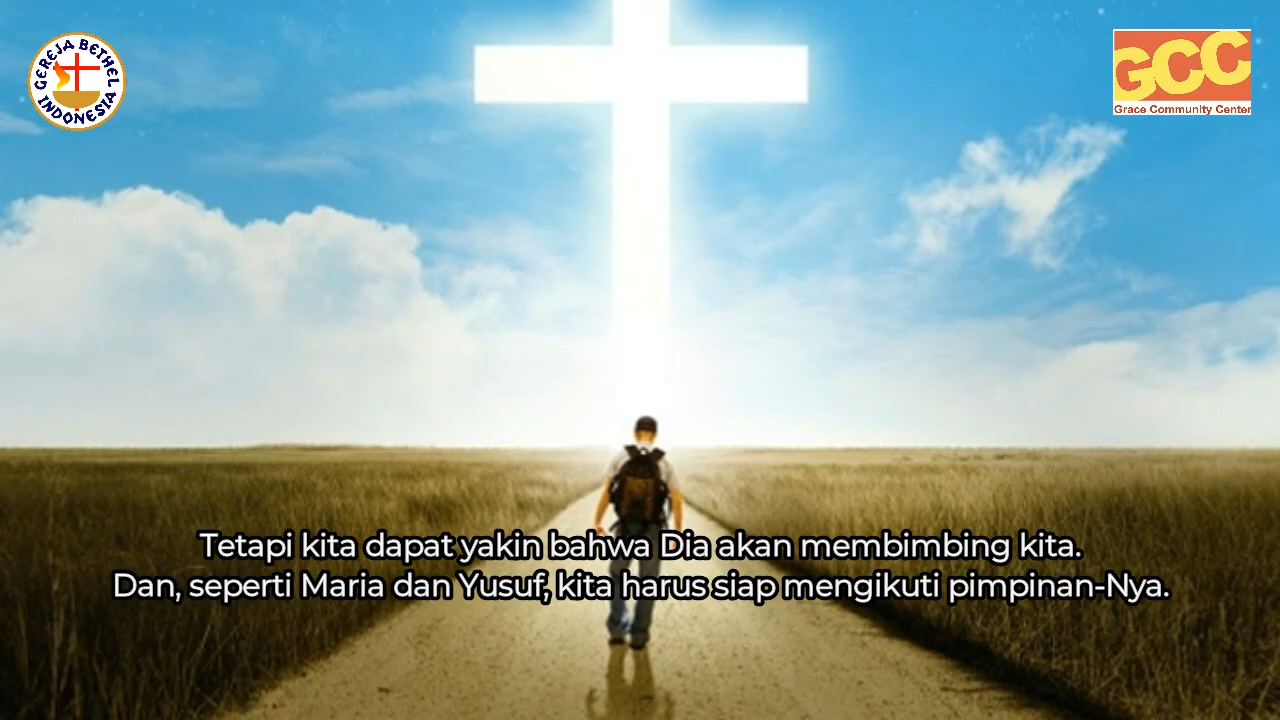 GEREJA BETHEL INDONESIA
GCC
Grace Community Center
Tetapi kita dapat yakin bahwa Dia akan membimbing kita.
Dan, seperti Maria dan Yusuf, kita harus siap mengikuti pimpinan-Nya.